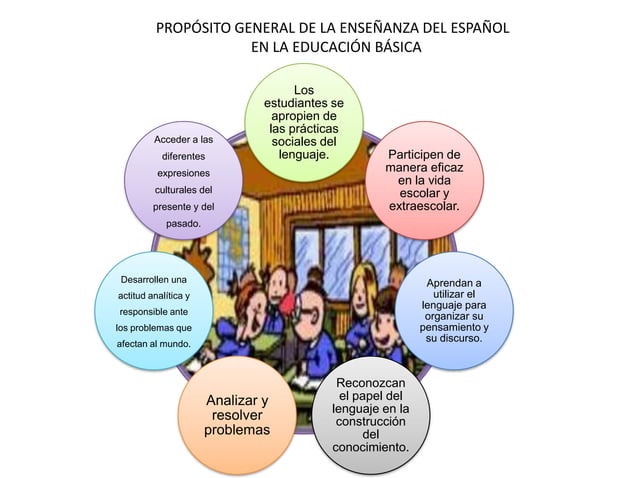 PROPÓSITO GENERAL DE LA ENSEÑANZA DEL ESPAÑOL
EN LA EDUCACIÓN BÁSICA
Los
estudiantes se
apropien de
las prácticas
sociales del
lenguaje.
Participen de
manera eficaz
en la vida
escolar y
extraescolar.
Aprendan a
utilizar el
lenguaje para
organizar su
pensamiento y
su discurso.
Reconozcan
el papel del
lenguaje en la
construcción
del
conocimiento.
Analizar y
resolver
problemas
Desarrollen una
actitud analítica y
responsible ante
los problemas que
afectan al mundo.
Acceder a las
diferentes
expresiones
culturales del
presente y del
pasado.